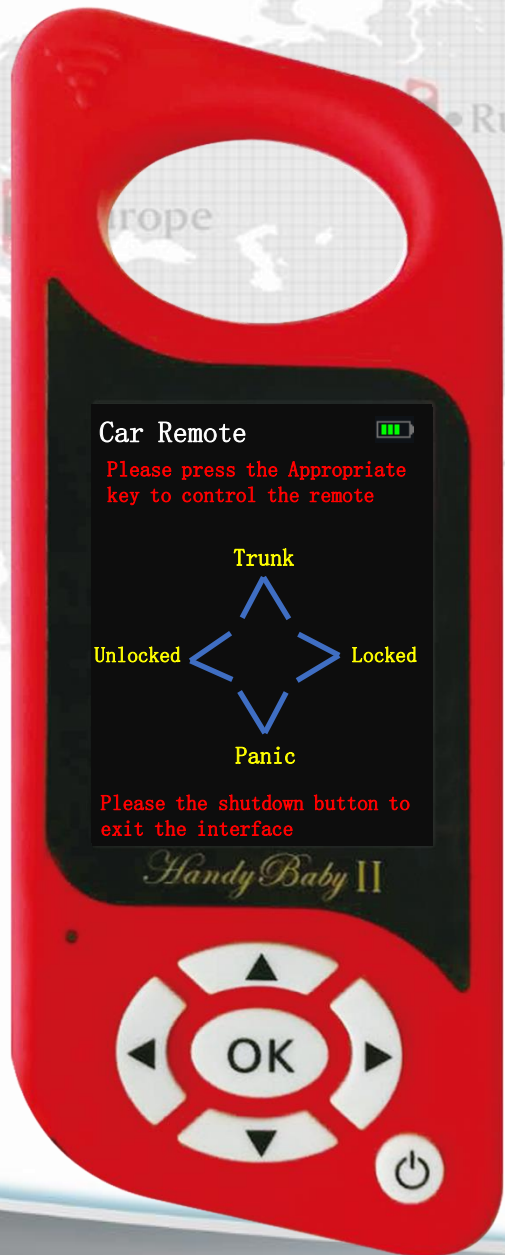 Car Remote
Please press the Appropriate
key to control the remote
Trunk
Unlocked
Locked
Panic
Please the shutdown button to
exit the interface
Handy Baby II
OK